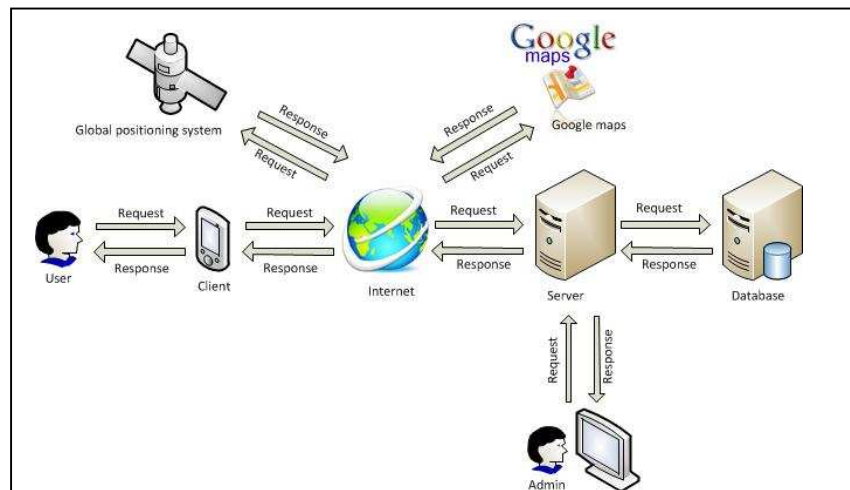 Google
maps
Global positioning system
Response
Request
Response
Request
Google maps
Request
Response
Request
Response
Request
Response
Request
Response
User
Client
Internet
Server
Database
Request
Response
Admin